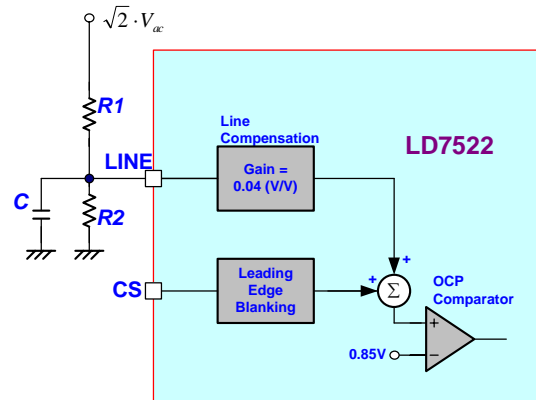 √2 · Vac
R1
Line
Compensation
LD7522
LINE
Gain =
0.04 (V/V)
C
R2
+
CS
Leading
Edge
Blanking
+
Σ
OCP
Comparator
+
0.85V
−